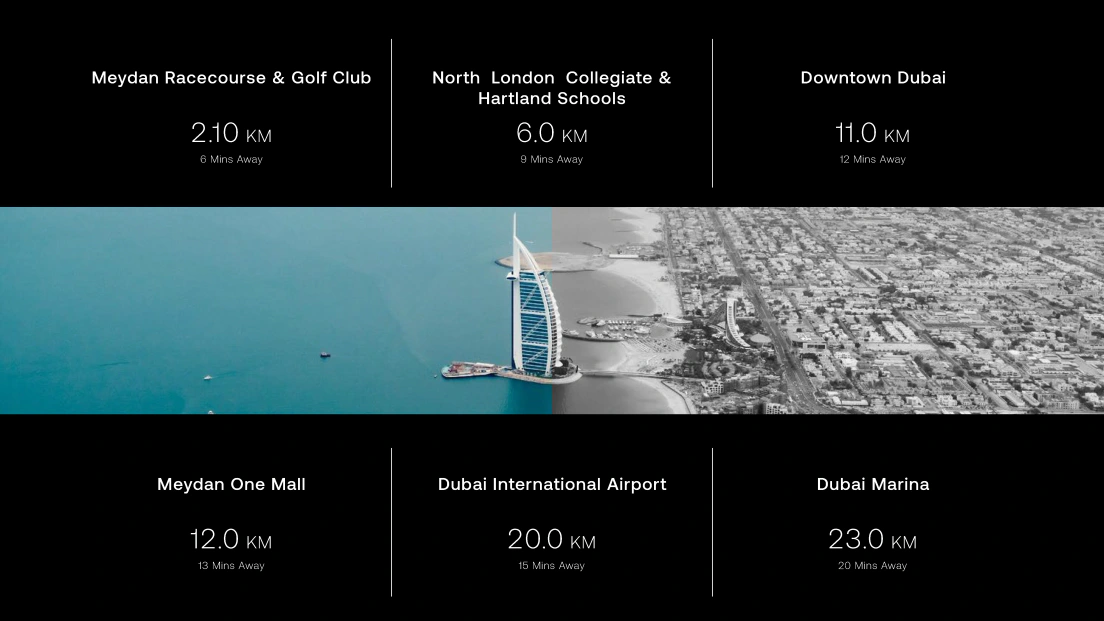 Meydan Racecourse & Golf Club
2.10 KM
6 Mins Away
North London Collegiate &
Hartland Schools
6.0 KM
9 Mins Away
Downtown Dubai
11.0 KM
12 Mins Away
Meydan One Mall
12.0 KM
13 Mins Away
Dubai International Airport
20.0 KM
15 Mins Away
Dubai Marina
23.0 KM
20 Mins Away